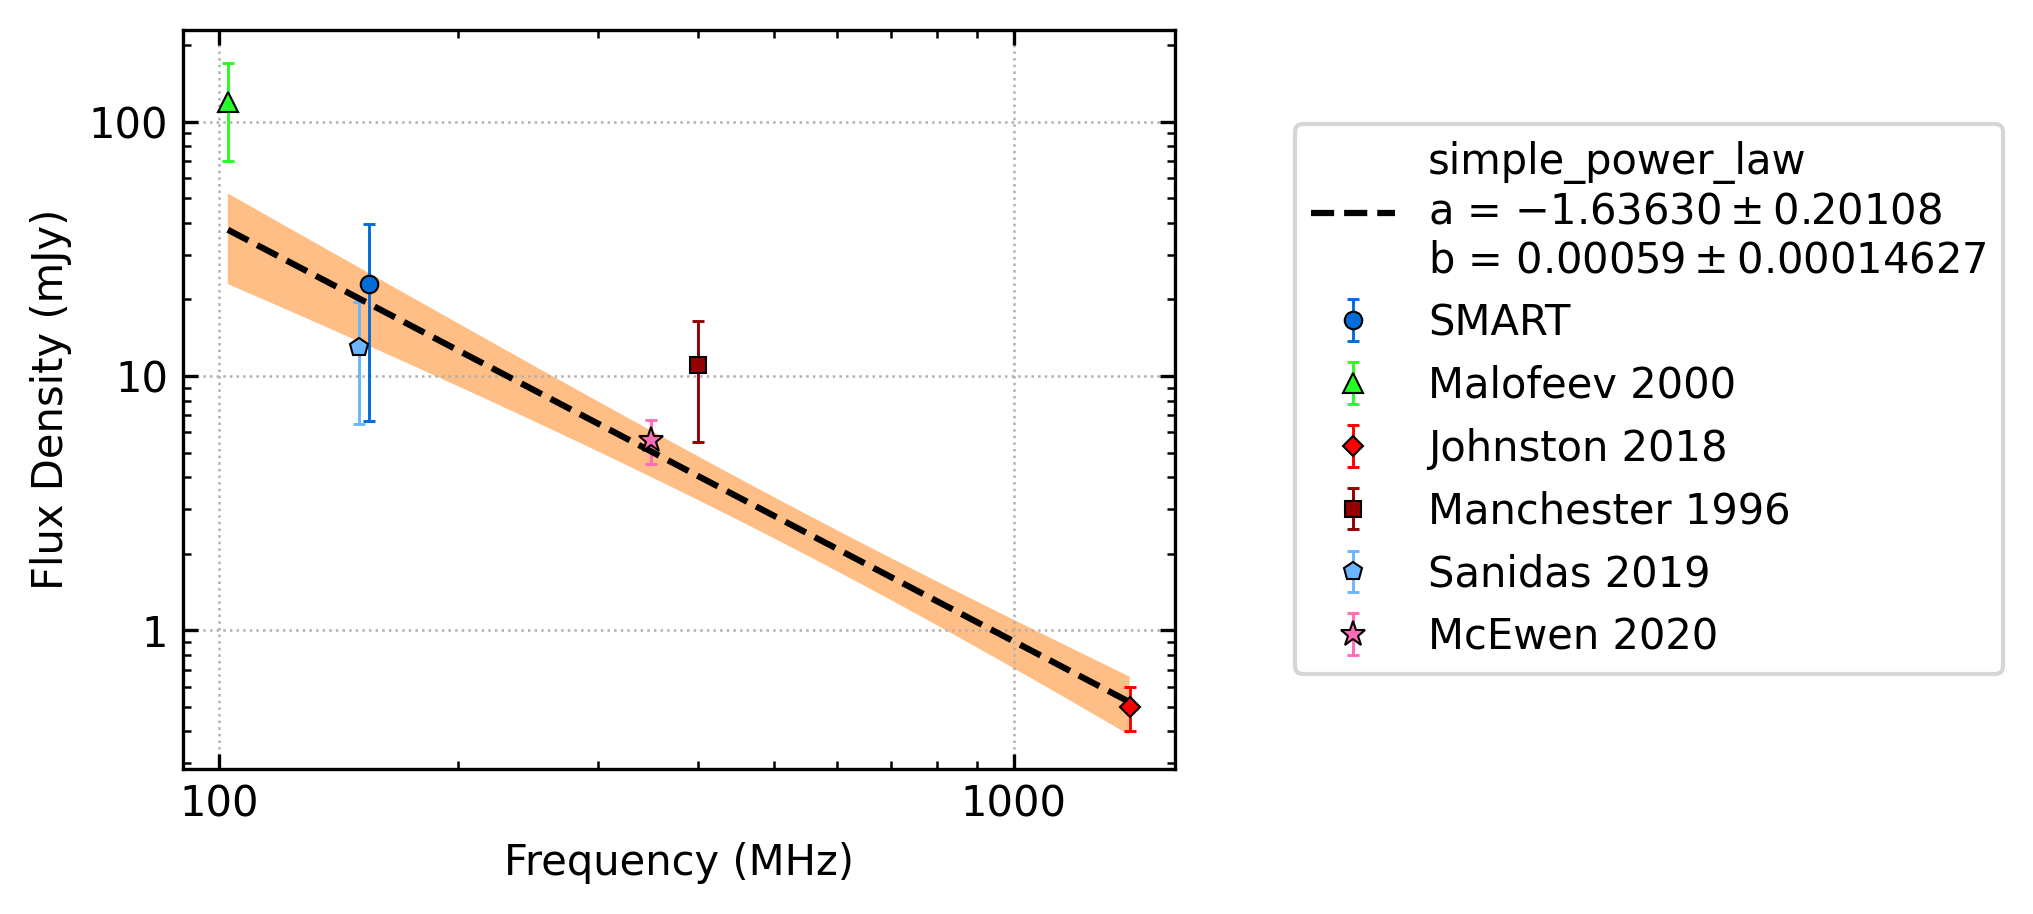 100
10
1
100
1000
Flux Density (mJy)
Frequency (MHz)
simple_power_law
a = −1.63630 ± 0.20108
b = 0.00059 ± 0.00014627
SMART
Malofeev 2000
Johnston 2018
Manchester 1996
Sanidas 2019
McEwen 2020